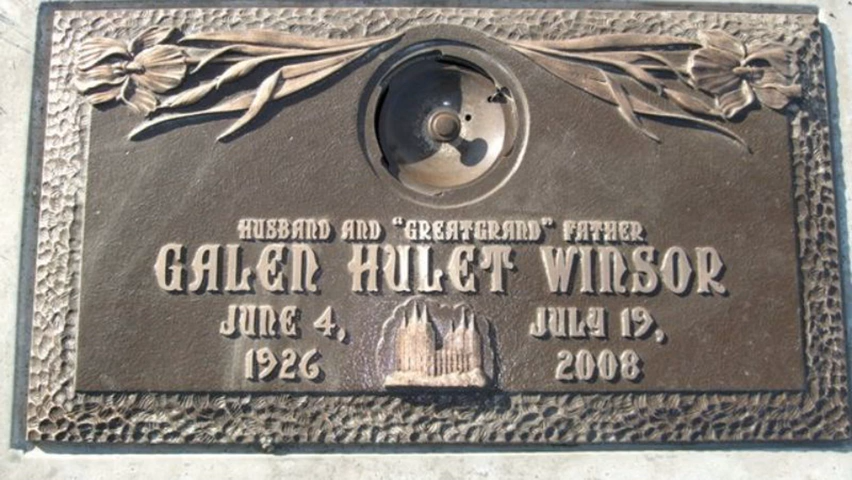 HUSBAND AND "GREATGRAND" FATHER
GALEN HULET WINSOR
JUNE 4, JULY 19,
1926 2008